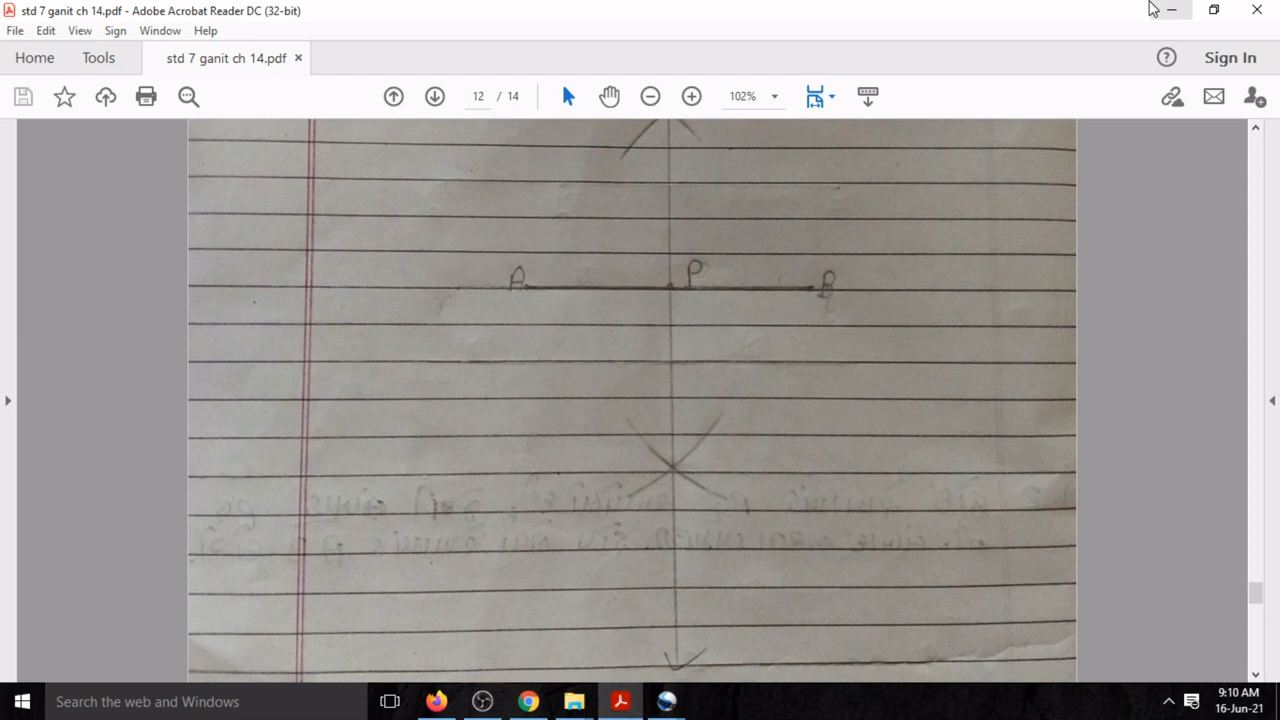 std 7 ganit ch 14.pdf - Adobe Acrobat Reader DC (32-bit)
File Edit View Sign Window Help
Home Tools std 7 ganit ch 14.pdf × Sign In
12 / 14 102%
A P B
Search the web and Windows
9:10 AM
16-Jun-21